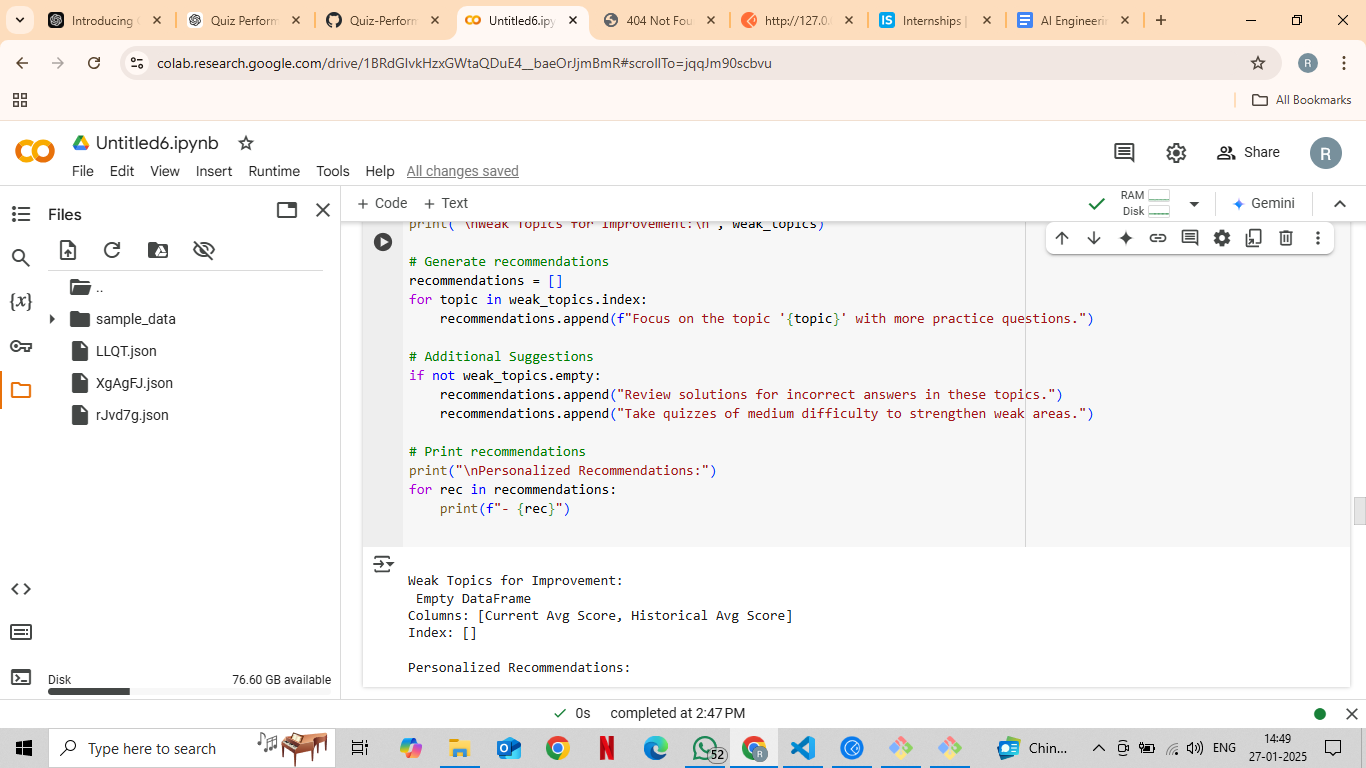 Introducing
Quiz Perform
Quiz-Perforn
Untitled6.ipy
404 Not Fou
http://127.0.
Internships |
AI Engineeri
colab.research.google.com/drive/1BRdGlvkHzxGWtaQDuE4__baeOrJjmBmR#scrollTo=jqqJm90scbvu
R
All Bookmarks
CO
Untitled6.ipynb
File Edit View Insert Runtime Tools Help All changes saved
Share
R
Files
+ Code + Text
RAM
Disk
Gemini
..
sample_data
LLQT.json
XgAgFJ.json
rJvd7g.json
{x}
Disk 76.60 GB available
print("\nWeak Topics for Improvement:\n", weak_topics)
# Generate recommendations
recommendations = []
for topic in weak_topics.index:
recommendations.append(f"Focus on the topic '{topic}' with more practice questions.")
# Additional Suggestions
if not weak_topics.empty:
recommendations.append("Review solutions for incorrect answers in these topics.")
recommendations.append("Take quizzes of medium difficulty to strengthen weak areas.")
# Print recommendations
print("\nPersonalized Recommendations:")
for rec in recommendations:
print(f"- {rec}")
Weak Topics for Improvement:
Empty DataFrame
Columns: [Current Avg Score, Historical Avg Score]
Index: []
Personalized Recommendations:
0s completed at 2:47 PM
Type here to search
52
R
Chin...
ENG
14:49
27-01-2025